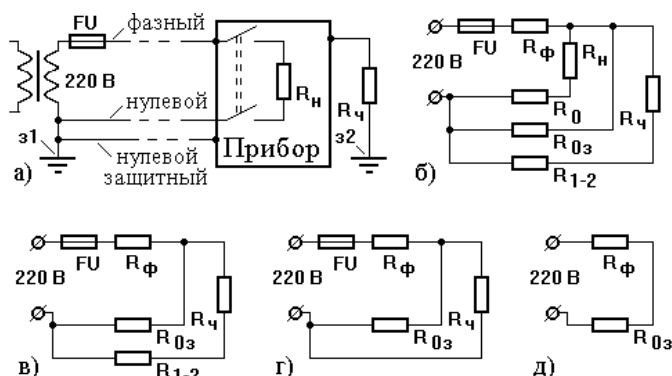 FU
фазный
220 В
нулевой
Rн
Rч
з1
нулевой
защитный
Прибор
з2
а)
FU
Rф
Rн
220 В
R0
Rч
R0з
R1-2
б)
FU
Rф
220 В
Rч
R0з
R1-2
в)
FU
Rф
220 В
Rч
R0з
г)
Rф
220 В
R0з
д)